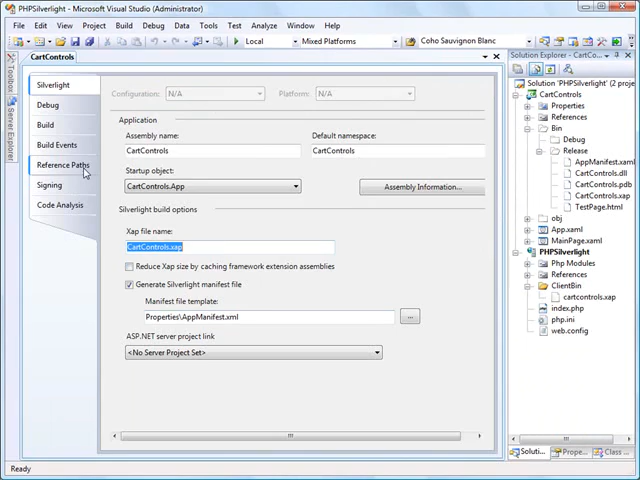 PHPSilverlight - Microsoft Visual Studio (Administrator)
File Edit View Project Build Debug Data Tools Test Analyze Window Help
Local Mixed Platforms Coho Sauvignon Blanc
CartControls
Toolbox
Server Explorer
Silverlight
Debug
Build
Build Events
Reference Paths
Signing
Code Analysis
Configuration: N/A Platform: N/A
Application
Assembly name: Default namespace:
CartControls CartControls
Startup object:
CartControls.App Assembly Information...
Silverlight build options
Xap file name:
CartControls.xap
Reduce Xap size by caching framework extension assemblies
Generate Silverlight manifest file
Manifest file template:
Properties\AppManifest.xml ...
ASP.NET server project link
<No Server Project Set>
Solution Explorer - CartCo...
Solution 'PHPSilverlight' (2 pro
CartControls
Properties
References
Bin
Debug
Release
AppManifest.xaml
CartControls.dll
CartControls.pdb
CartControls.xap
TestPage.html
obj
App.xaml
MainPage.xaml
PHPSilverlight
Php Modules
References
ClientBin
cartcontrols.xap
index.php
php.ini
web.config
Soluti... Prope... Class ...
Ready